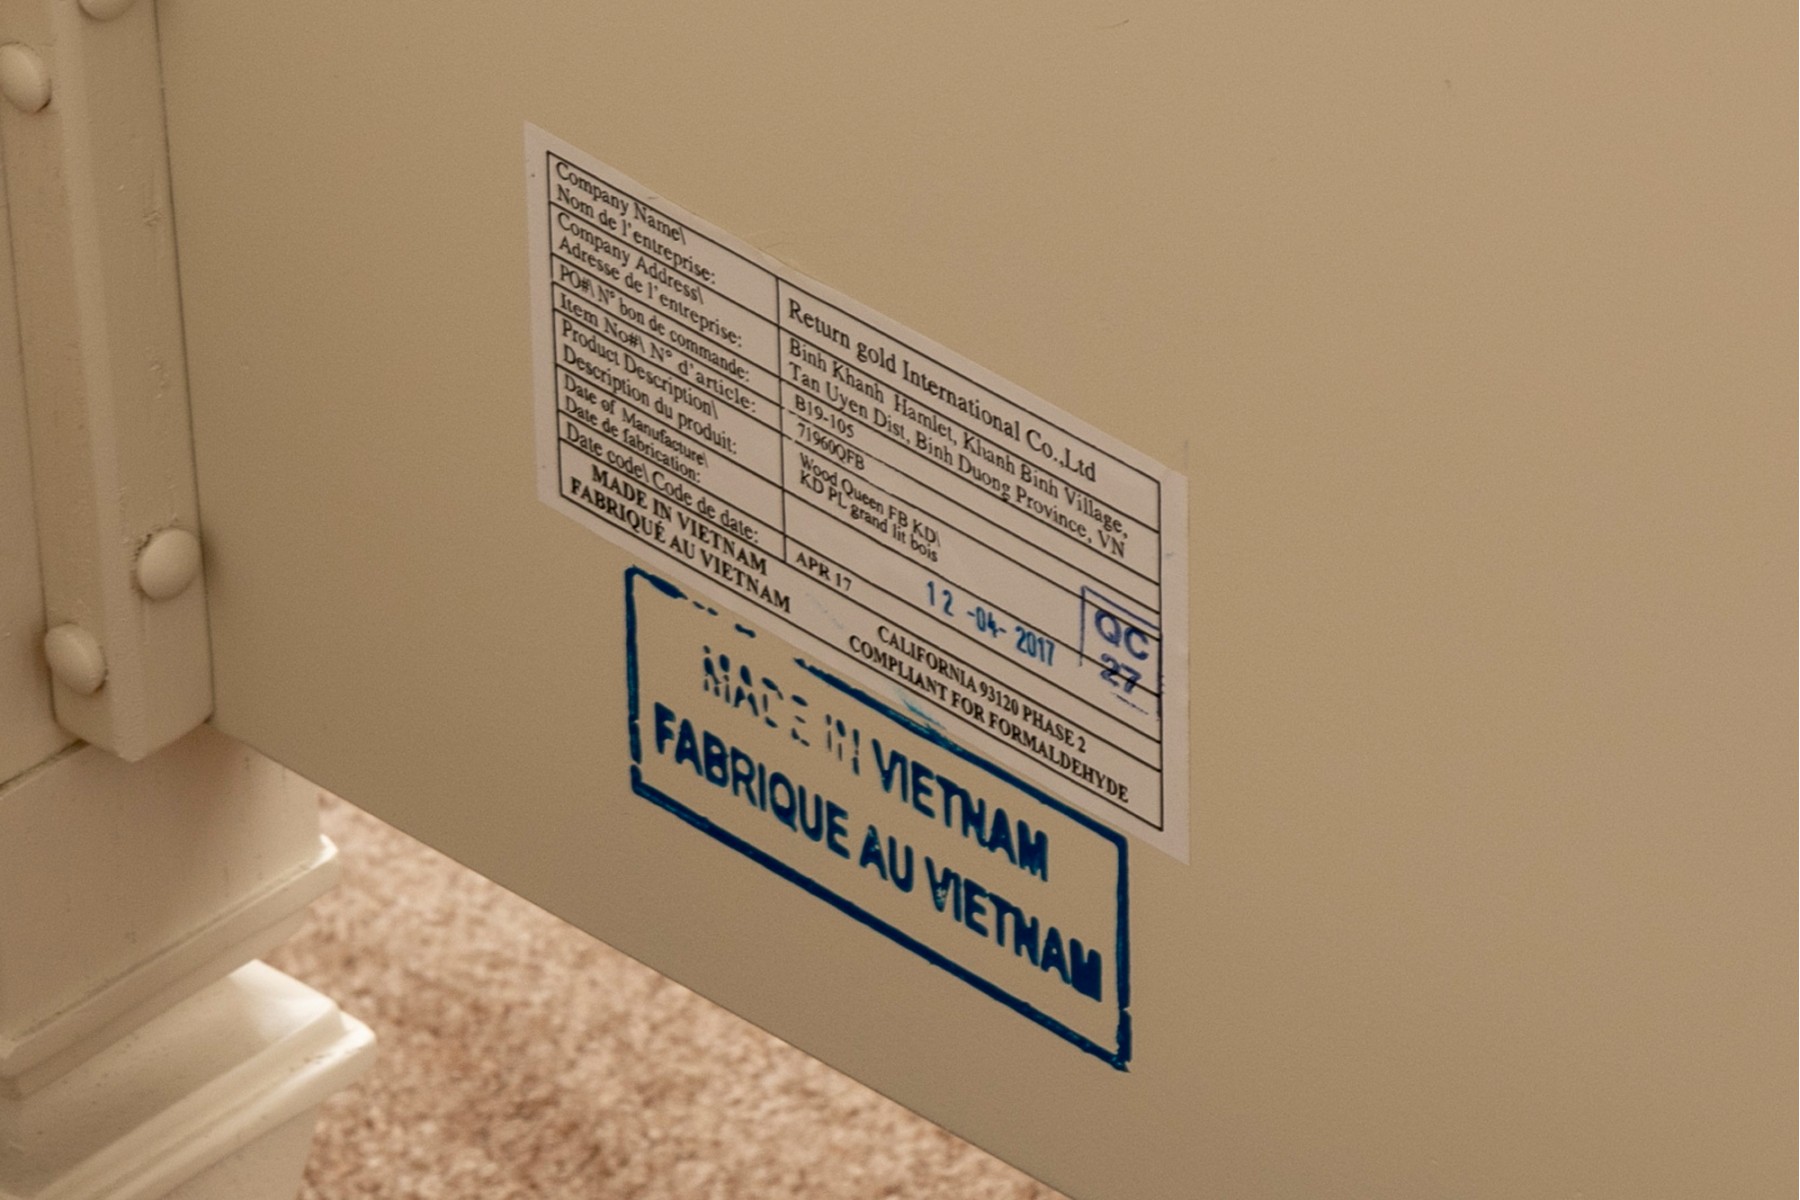 Company Name\
Nom de l'entreprise:
Return gold International Co.,Ltd
Company Address\
Adresse de l'entreprise:
Binh Khanh Hamlet, Khanh Binh Village,
Tan Uyen Dist, Binh Duong Province, VN
PO#\ N° bon de commande:
B19-105
Item No#\ N° d'article:
71960QFB
Product Description\
Description du produit:
Wood Queen FB KD\
KD PL grand lit bois
Date of Manufacture\
Date de fabrication:
12 -04- 2017
QC
27
Date code\ Code de date:
APR 17
MADE IN VIETNAM
FABRIQUÉ AU VIETNAM
CALIFORNIA 93120 PHASE 2
COMPLIANT FOR FORMALDEHYDE
MADE IN VIETNAM
FABRIQUE AU VIETNAM